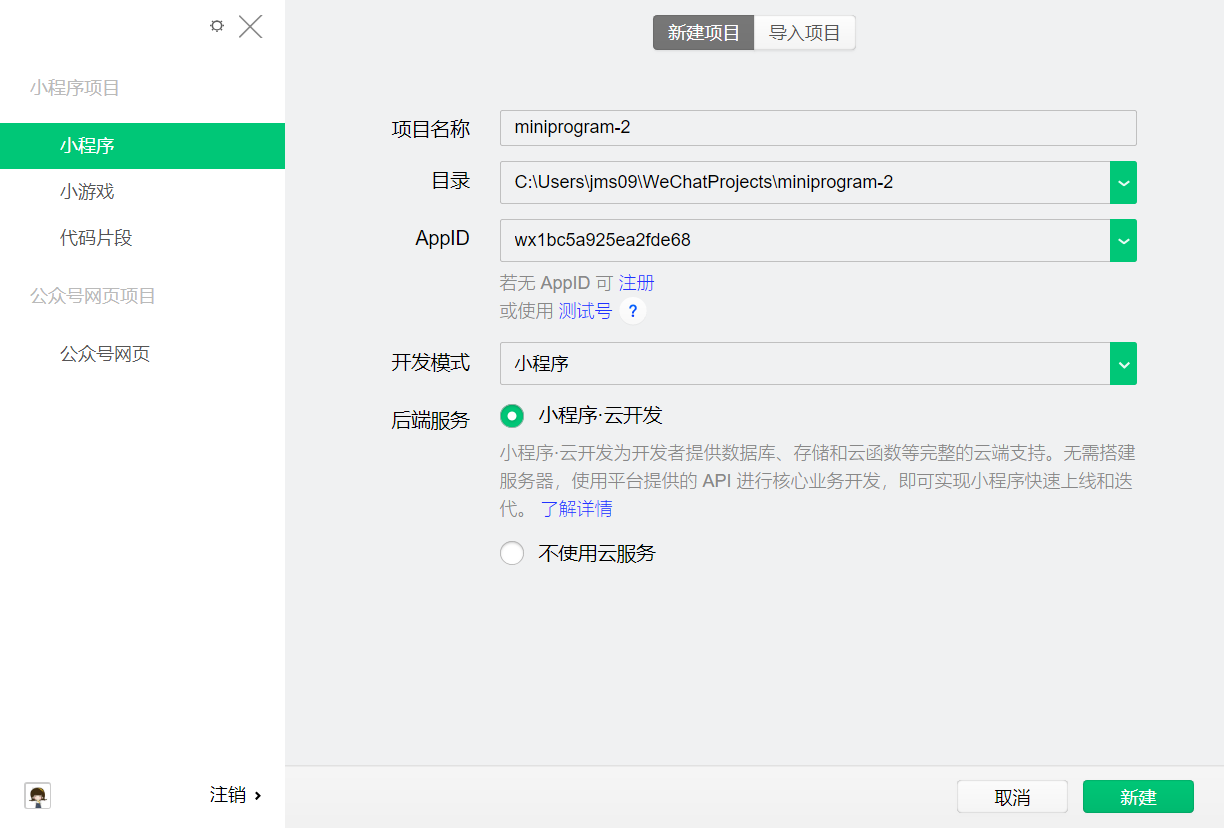 小程序项目
小程序
小游戏
代码片段
公众号网页项目
公众号网页
注销
新建项目
导入项目
项目名称
miniprogram-2
目录
C:\Users\jms09\WeChatProjects\miniprogram-2
AppID
wx1bc5a925ea2fde68
若无 AppID 可 注册
或使用 测试号 ?
开发模式
小程序
后端服务
小程序·云开发
小程序·云开发为开发者提供数据库、存储和云函数等完整的云端支持。无需搭建
服务器，使用平台提供的 API 进行核心业务开发，即可实现小程序快速上线和迭
代。 了解详情
不使用云服务
取消
新建